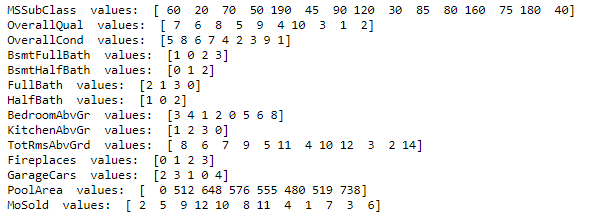 MSSubClass values: [ 60 20 70 50 190 45 90 120 30 85 80 160 75 180 40]
OverallQual values: [ 7 6 8 5 9 4 10 3 1 2]
OverallCond values: [5 8 6 7 4 2 3 9 1]
BsmtFullBath values: [1 0 2 3]
BsmtHalfBath values: [0 1 2]
FullBath values: [2 1 3 0]
HalfBath values: [1 0 2]
BedroomAbvGr values: [3 4 1 2 0 5 6 8]
KitchenAbvGr values: [1 2 3 0]
TotRmsAbvGrd values: [ 8 6 7 9 5 11 4 10 12 3 2 14]
Fireplaces values: [0 1 2 3]
GarageCars values: [2 3 1 0 4]
PoolArea values: [ 0 512 648 576 555 480 519 738]
MoSold values: [ 2 5 9 12 10 8 11 4 1 7 3 6]